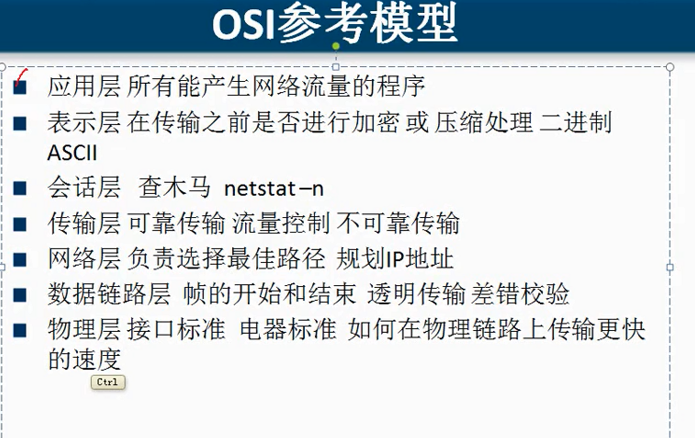 OSI参考模型
应用层 所有能产生网络流量的程序
表示层 在传输之前是否进行加密 或 压缩处理 二进制
ASCII
会话层 查木马 netstat –n
传输层 可靠传输 流量控制 不可靠传输
网络层 负责选择最佳路径 规划IP地址
数据链路层 帧的开始和结束 透明传输 差错校验
物理层 接口标准 电器标准 如何在物理链路上传输更快
的速度
Ctrl